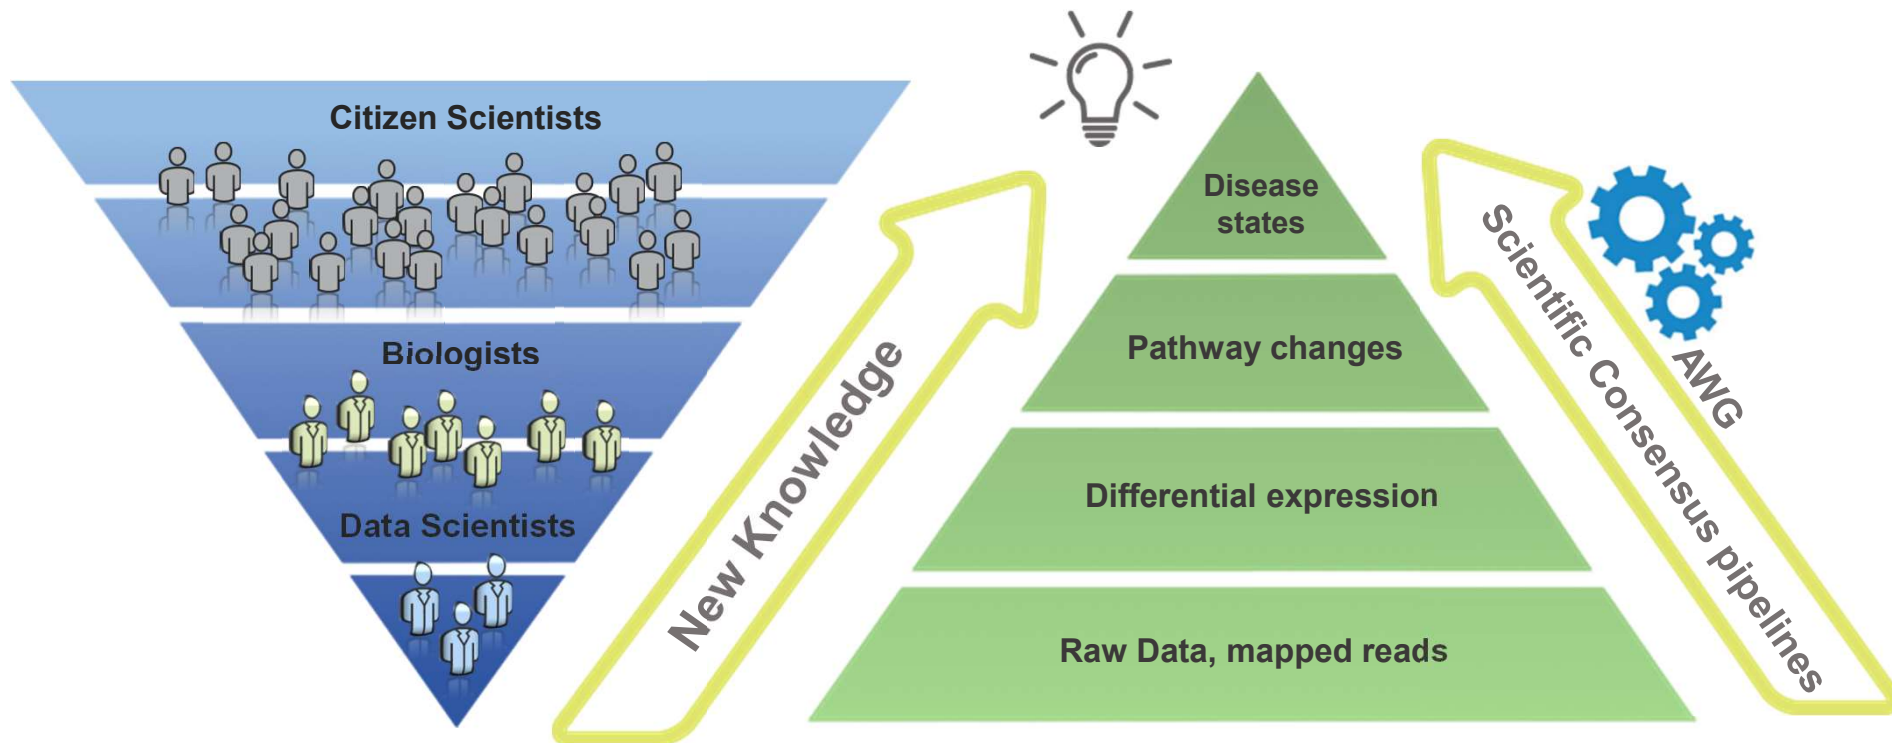 Citizen Scientists
Biologists
Data Scientists
New Knowledge
Disease
states
Pathway changes
Differential expression
Raw Data, mapped reads
Scientific Consensus pipelines
AWG